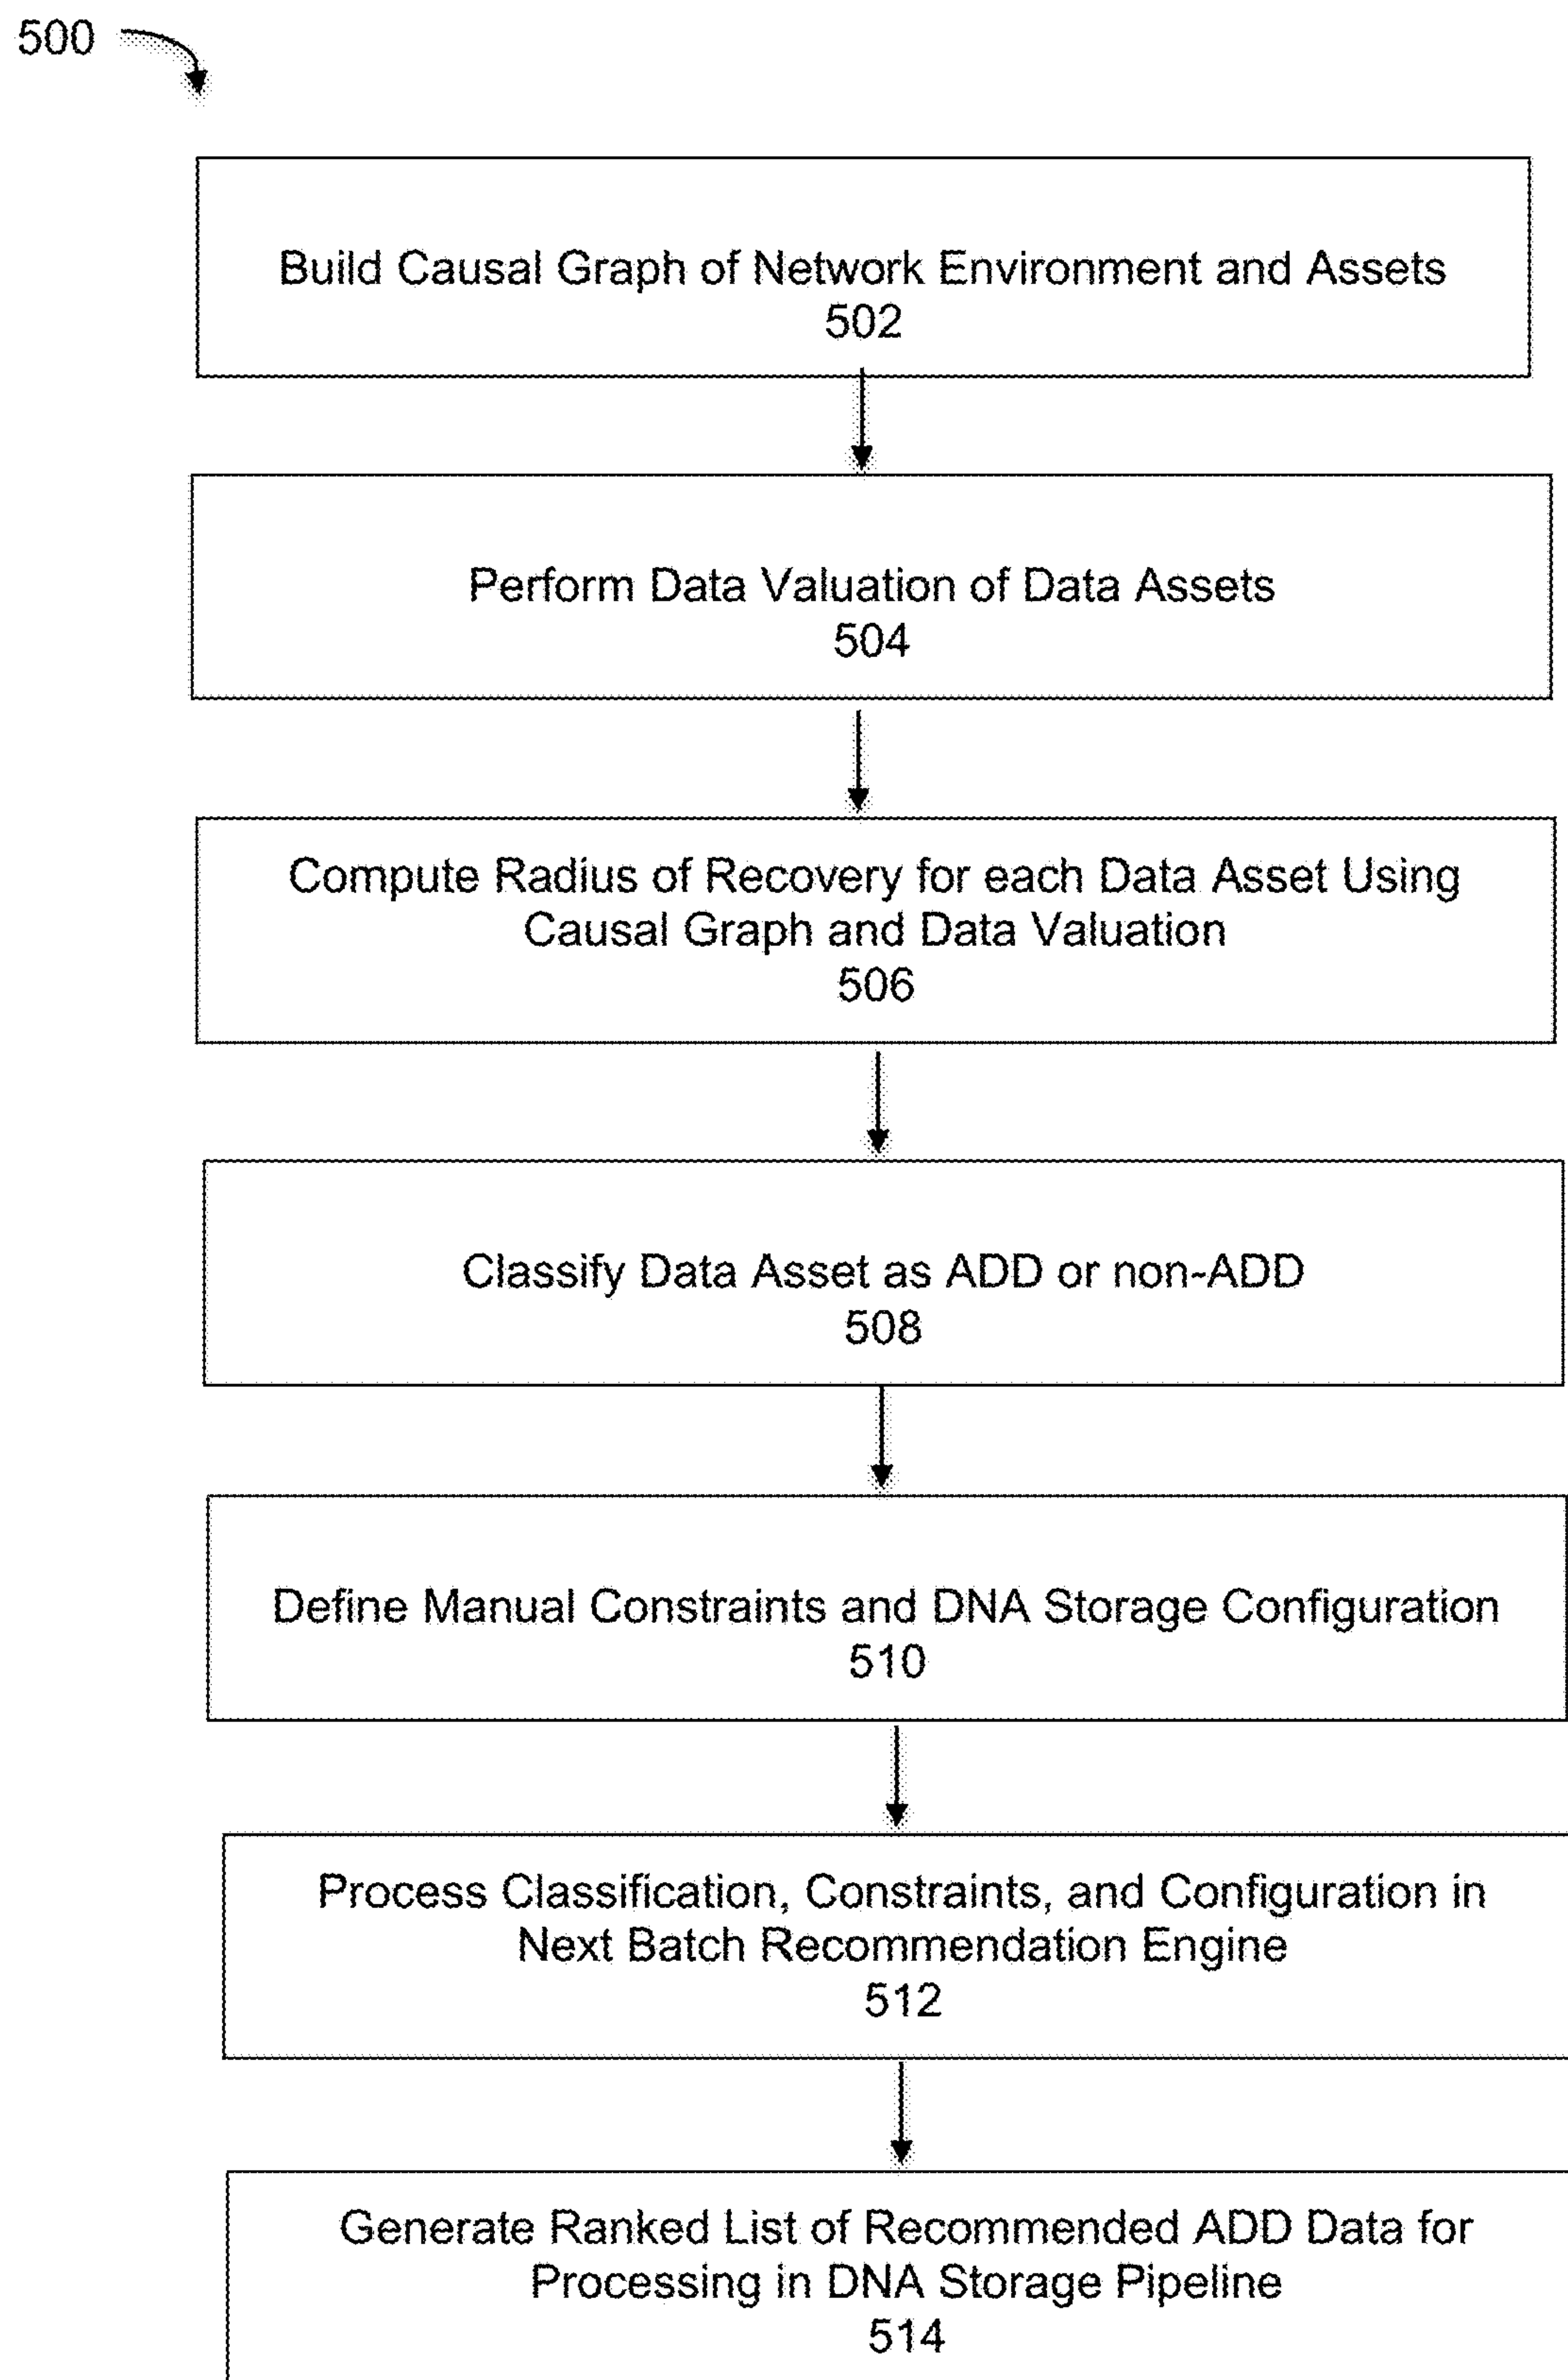 500
Build Causal Graph of Network Environment and Assets
502
Perform Data Valuation of Data Assets
504
Compute Radius of Recovery for each Data Asset Using
Causal Graph and Data Valuation
506
Classify Data Asset as ADD or non-ADD
508
Define Manual Constraints and DNA Storage Configuration
510
Process Classification, Constraints, and Configuration in
Next Batch Recommendation Engine
512
Generate Ranked List of Recommended ADD Data for
Processing in DNA Storage Pipeline
514